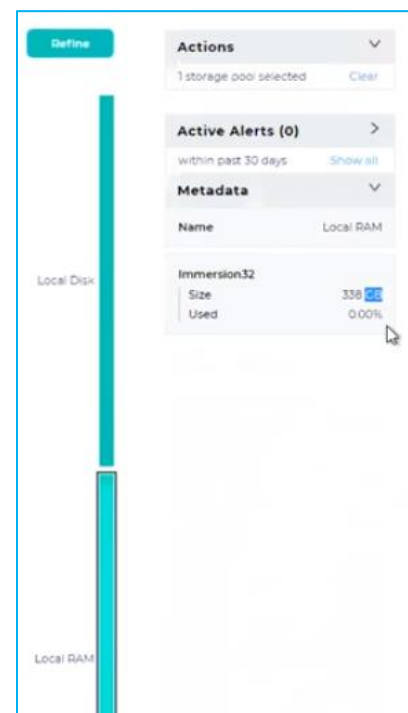 Refine
Actions
1 storage pool selected Clear
Active Alerts (0)
within past 30 days Show all
Metadata
Name Local RAM
Local Disk
Immersion32
Size 338 GB
Used 0.00%
Local RAM